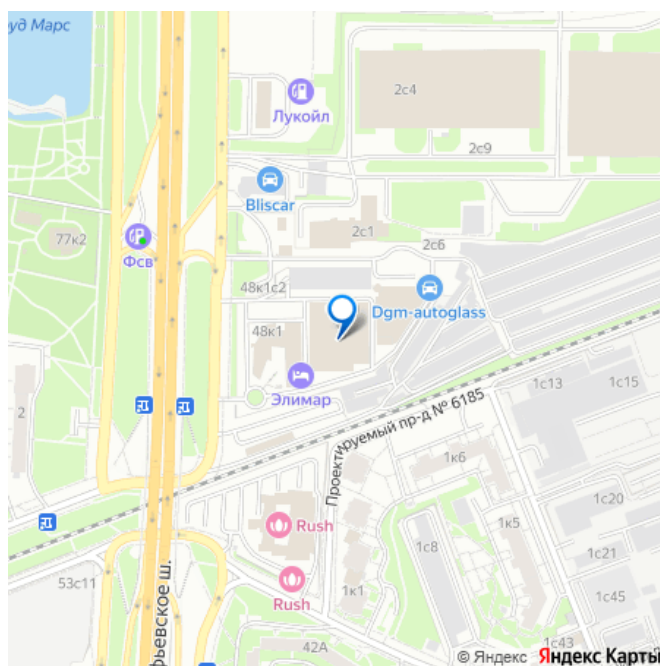 уд Марс
Лукойл
2с4
2с9
Bliscar
77к2
Фсв
2с1
2с6
48к1с2
Dgm-autoglass
48к1
Элимар
2
Проектируемый пр-д № 6185
1с13
1с15
1к6
1с20
Rush
1к5
1с8
1с21
53с11
Rush
1к1
1с45
фьевское ш.
42А
1с43
© Яндекс Яндекс Карты